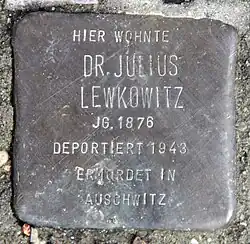 HIER WOHNTE
DR. JULIUS
LEWKOWITZ
JG. 1876
DEPORTIERT 1943
ERMORDET IN
AUSCHWITZ